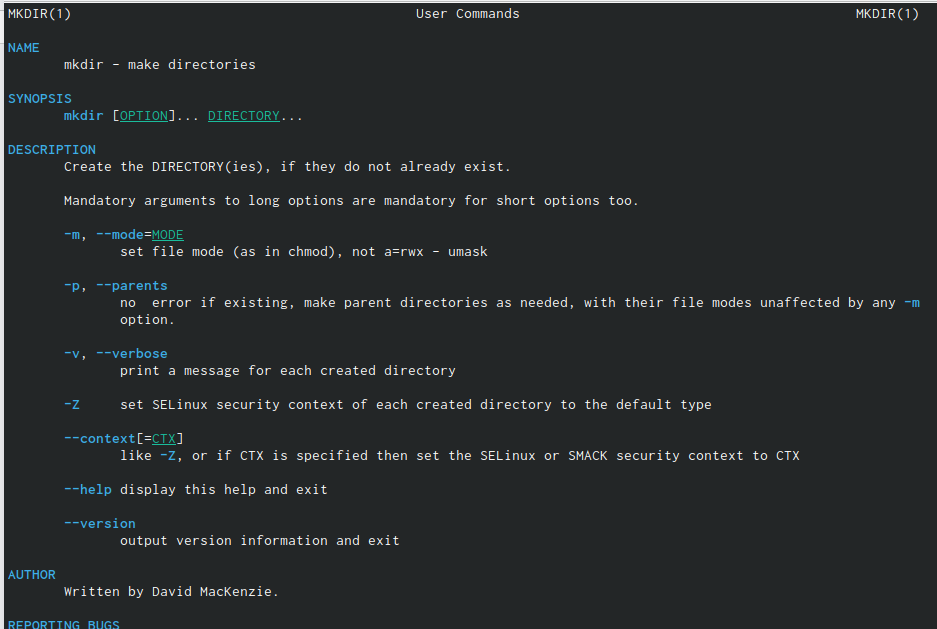 MKDIR(1) User Commands MKDIR(1)
NAME
mkdir - make directories
SYNOPSIS
mkdir [OPTION]... DIRECTORY...
DESCRIPTION
Create the DIRECTORY(ies), if they do not already exist.
Mandatory arguments to long options are mandatory for short options too.
-m, --mode=MODE
set file mode (as in chmod), not a=rwx - umask
-p, --parents
no  error if existing, make parent directories as needed, with their file modes unaffected by any -m
option.
-v, --verbose
print a message for each created directory
-Z     set SELinux security context of each created directory to the default type
--context[=CTX]
like -Z, or if CTX is specified then set the SELinux or SMACK security context to CTX
--help display this help and exit
--version
output version information and exit
AUTHOR
Written by David MacKenzie.
REPORTING BUGS